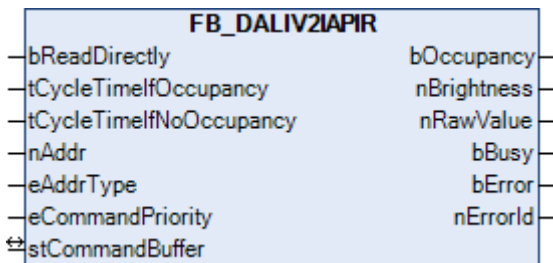 FB_DALIV2IAPIR
bReadDirectly bOccupancy
tCycleTimeIfOccupancy nBrightness
tCycleTimeIfNoOccupancy nRawValue
nAddr bBusy
eAddrType bError
eCommandPriority nErrorId
stCommandBuffer